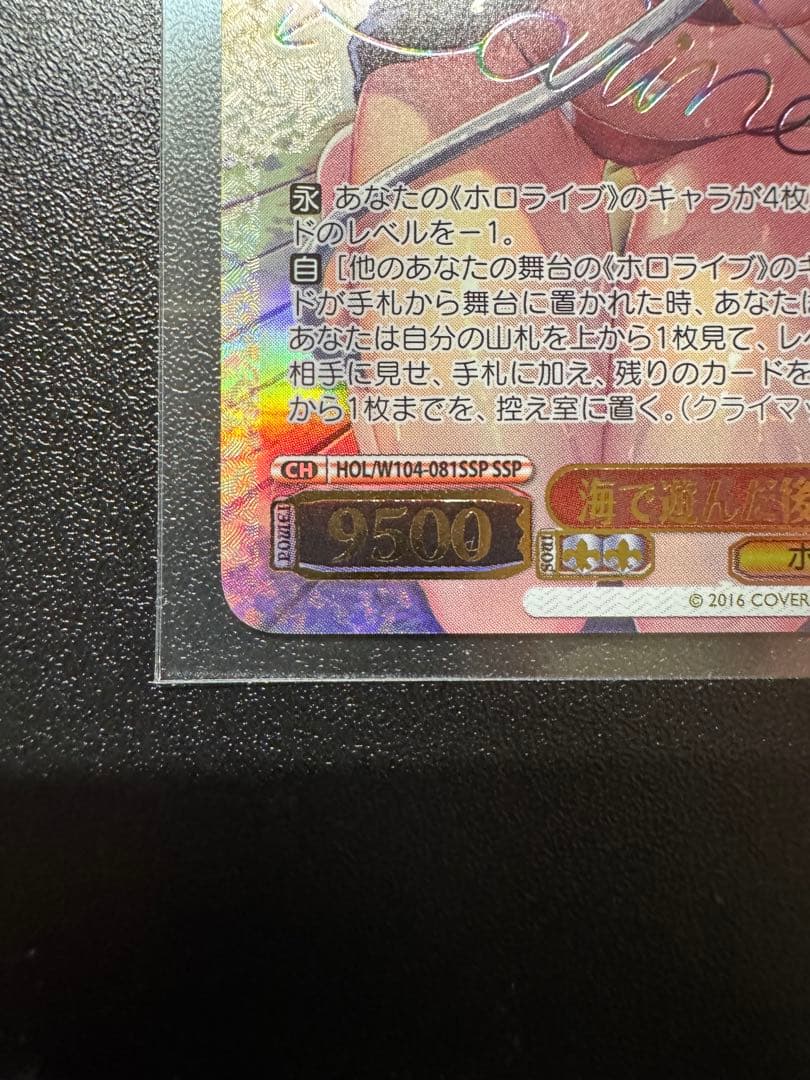 永 あなたの《ホロライブ》のキャラが4枚
ドのレベルを－1。
自 [他のあなたの舞台の《ホロライブ》の
ドが手札から舞台に置かれた時、あなたは
あなたは自分の山札を上から1枚見て、レ
相手に見せ、手札に加え、残りのカードを
から1枚までを、控え室に置く。(クライマ
CH HOL/W104-081SSP SSP
9500
海で遊んだ後
SOUL
ホ
© 2016 COVER